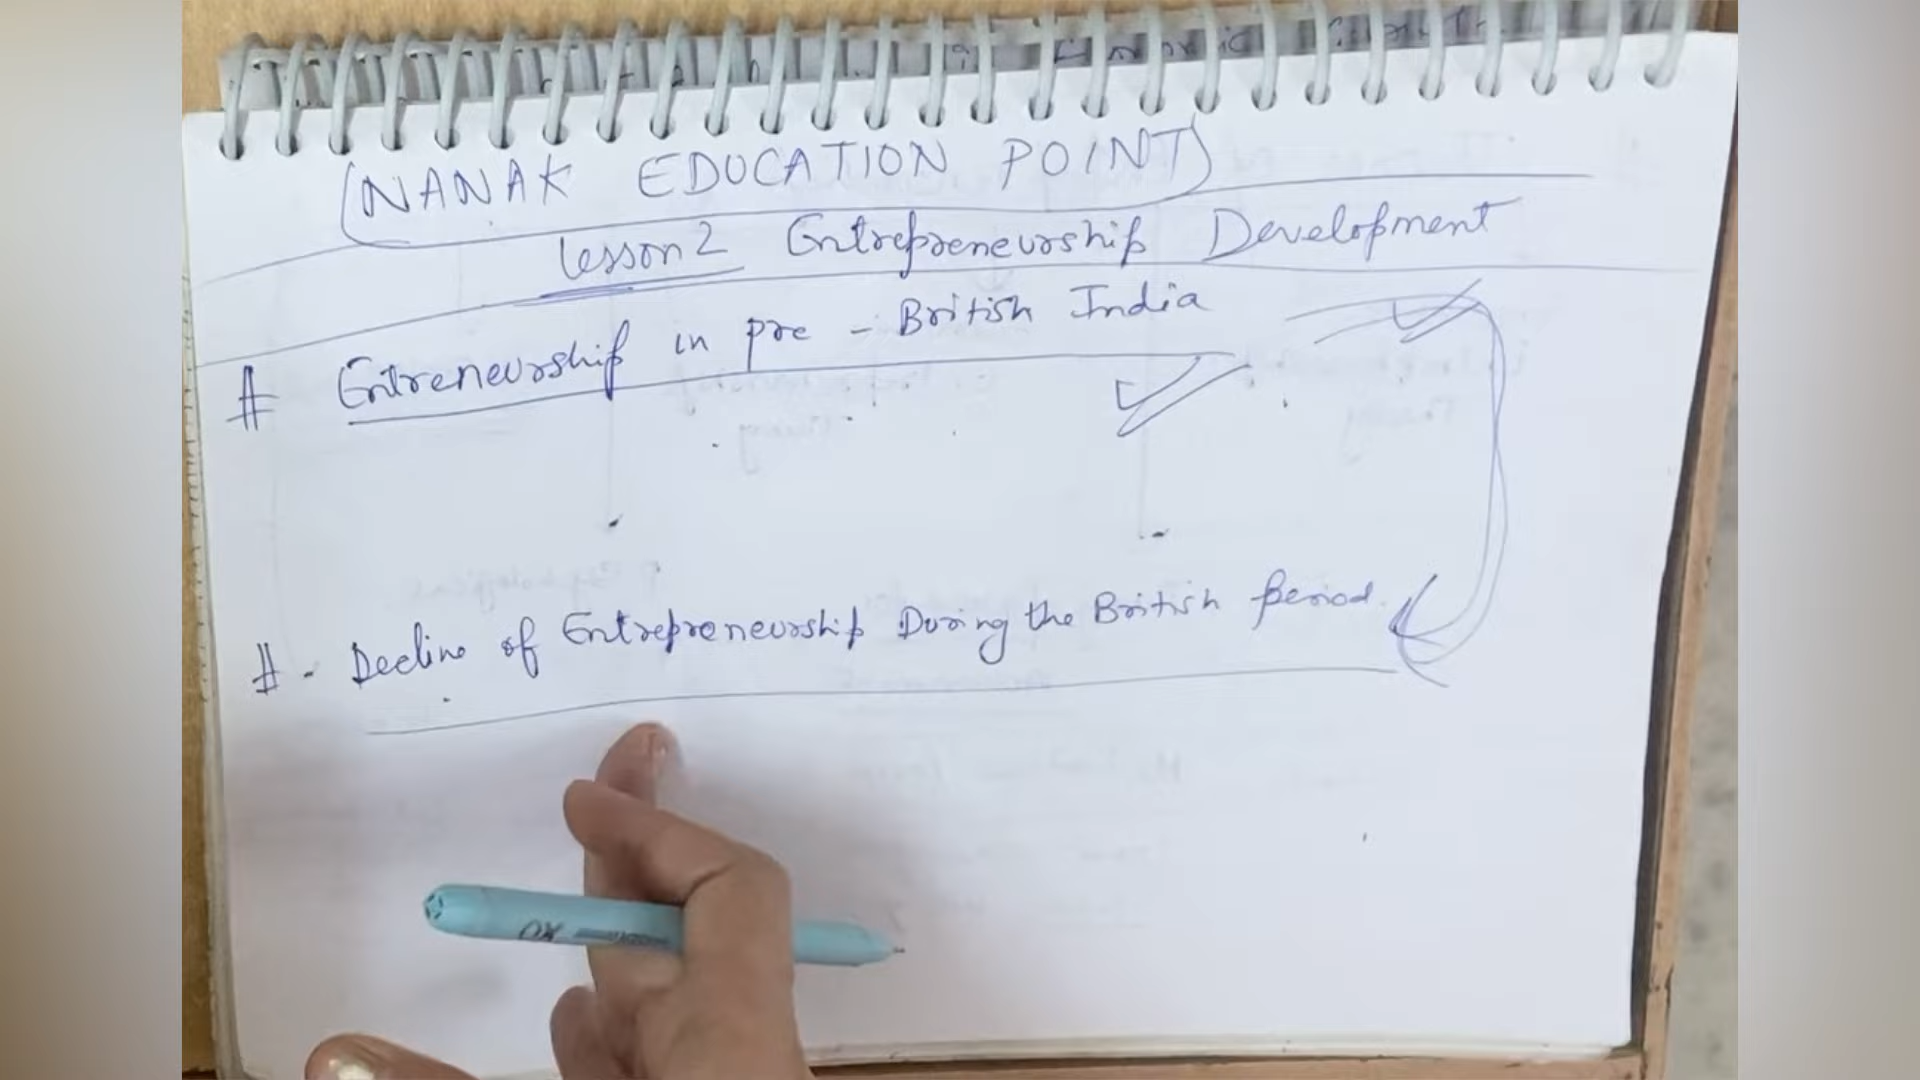 (NANAK EDUCATION POINT)
Lesson 2 Entrepreneurship Development
# Entreneurship in pre - British India
# - Decline of Entrepreneurship During the British period.